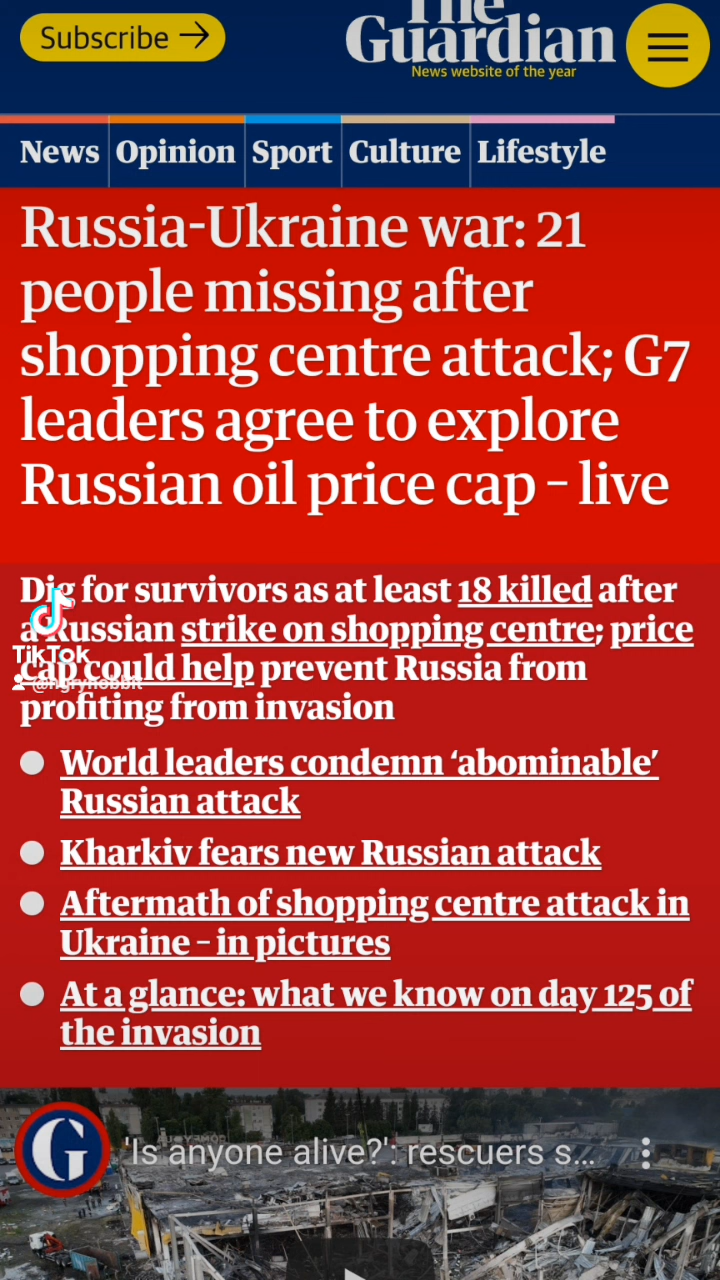 Subscribe →
The
Guardian
News website of the year
News Opinion Sport Culture Lifestyle
Russia-Ukraine war: 21
people missing after
shopping centre attack; G7
leaders agree to explore
Russian oil price cap – live
Dig for survivors as at least 18 killed after
a Russian strike on shopping centre; price
cap could help prevent Russia from
profiting from invasion
TikTok
World leaders condemn ‘abominable’
Russian attack
Kharkiv fears new Russian attack
Aftermath of shopping centre attack in
Ukraine – in pictures
At a glance: what we know on day 125 of
the invasion
G
'Is anyone alive?': rescuers s...